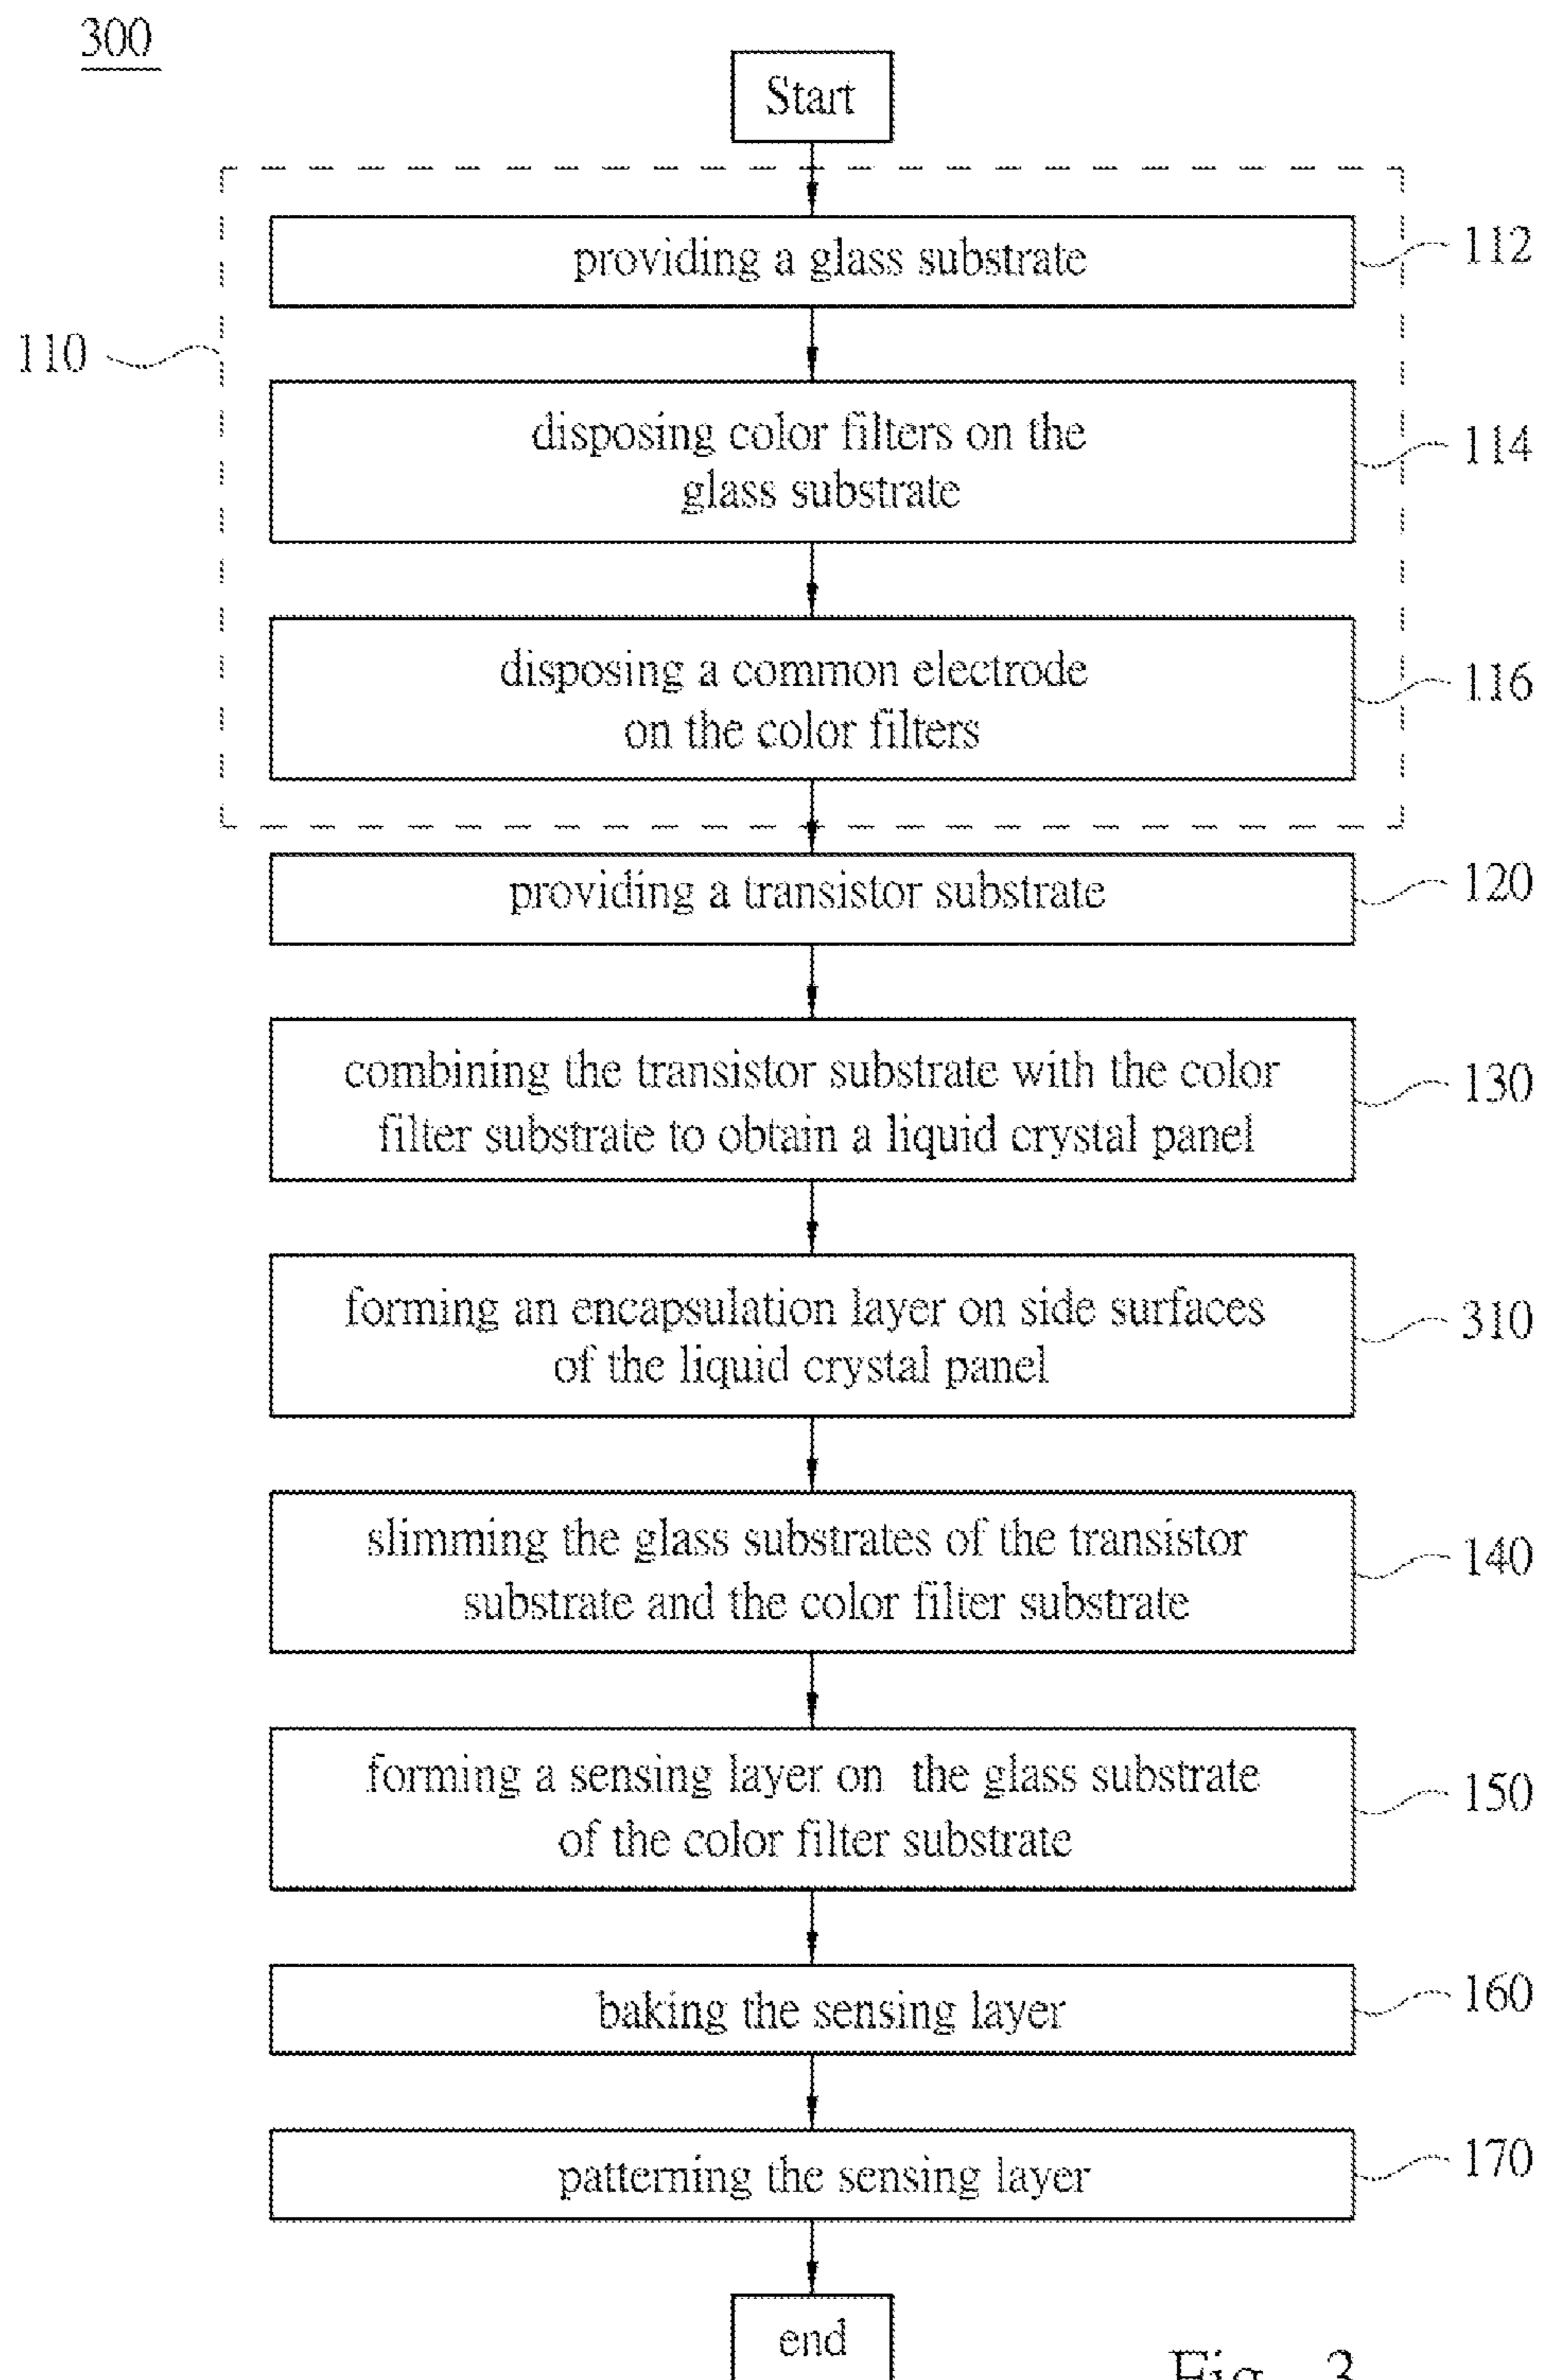 300
Start
providing a glass substrate
112
110
disposing color filters on the
glass substrate
114
disposing a common electrode
on the color filters
116
providing a transistor substrate
120
combining the transistor substrate with the color
filter substrate to obtain a liquid crystal panel
130
forming an encapsulation layer on side surfaces
of the liquid crystal panel
310
slimming the glass substrates of the transistor
substrate and the color filter substrate
140
forming a sensing layer on the glass substrate
of the color filter substrate
150
baking the sensing layer
160
patterning the sensing layer
170
end
Fig. 3